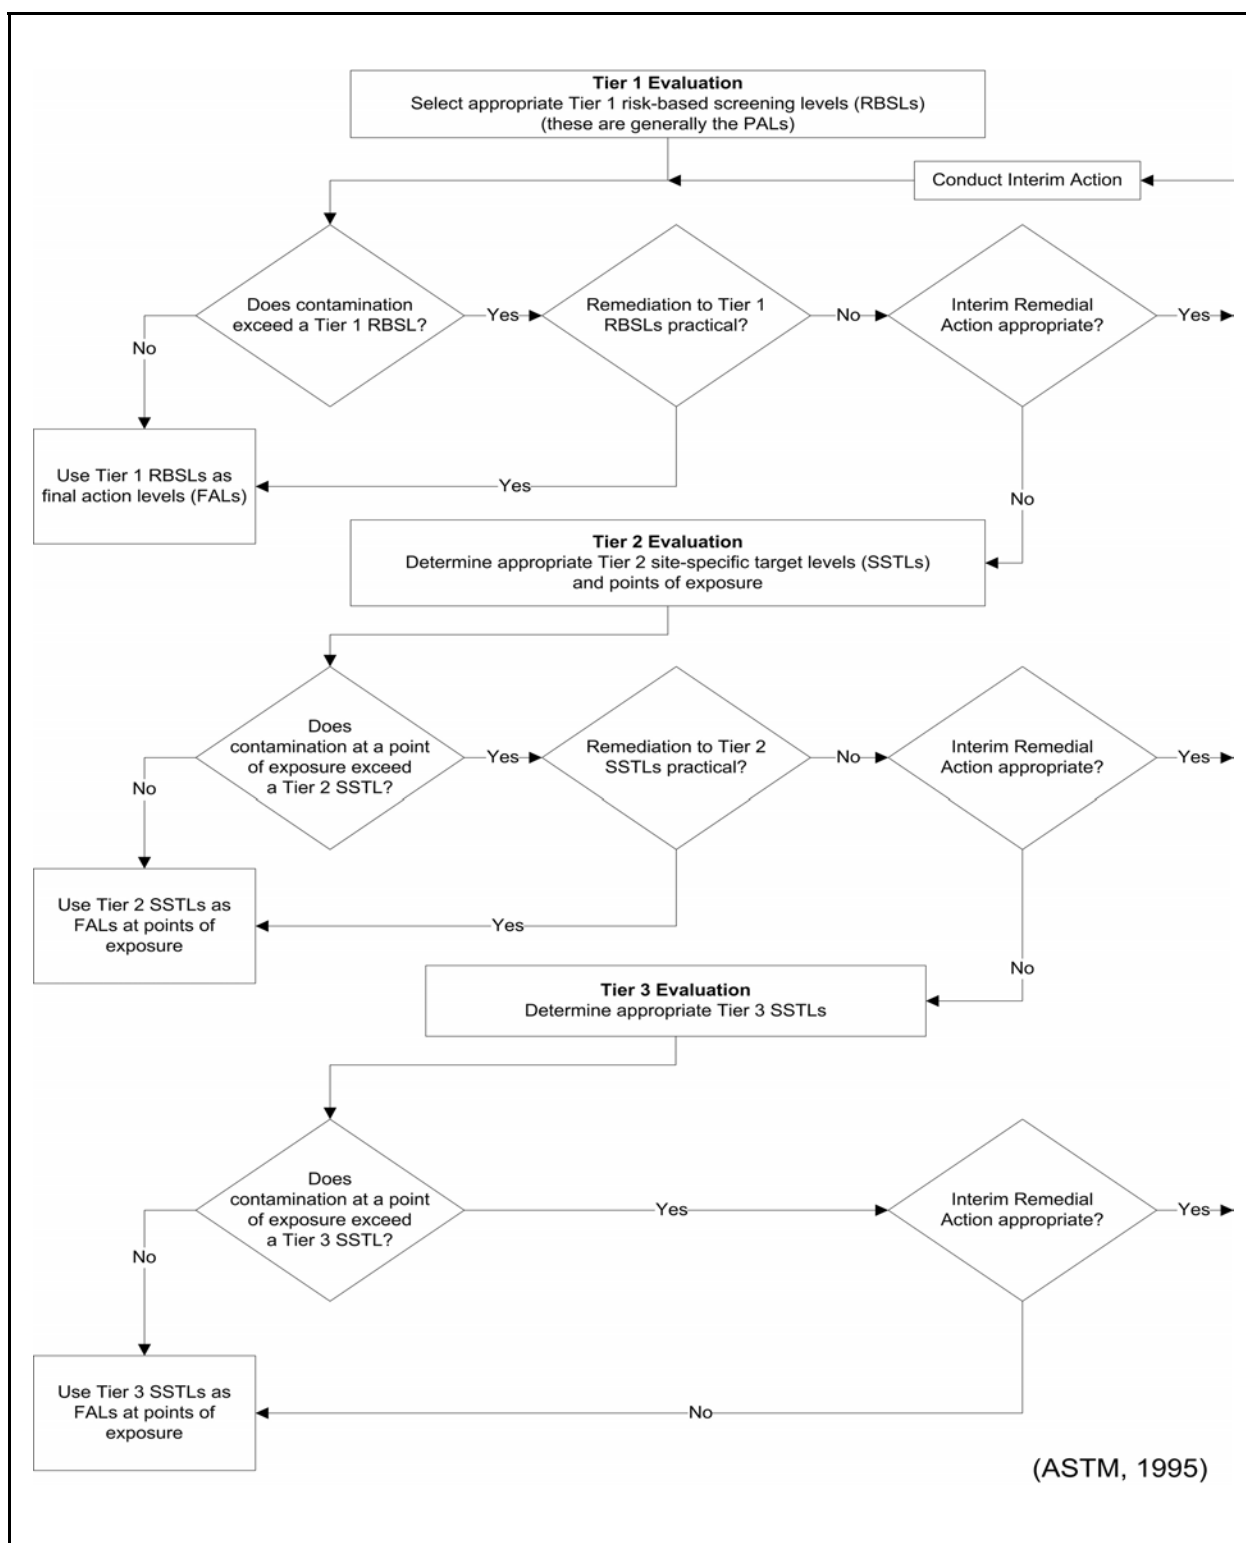 Tier 1 Evaluation
Select appropriate Tier 1 risk-based screening levels (RBSLs)
(these are generally the PALs)
Conduct Interim Action
Does contamination
exceed a Tier 1 RBSL?
Yes
Remediation to Tier 1
RBSLs practical?
No
Interim Remedial
Action appropriate?
Yes
No
Use Tier 1 RBSLs as
final action levels (FALs)
Yes
No
Tier 2 Evaluation
Determine appropriate Tier 2 site-specific target levels (SSTLs)
and points of exposure
Does
contamination at a point
of exposure exceed
a Tier 2 SSTL?
Yes
Remediation to Tier 2
SSTLs practical?
No
Interim Remedial
Action appropriate?
Yes
No
Use Tier 2 SSTLs as
FALs at points of
exposure
Yes
No
Tier 3 Evaluation
Determine appropriate Tier 3 SSTLs
Does
contamination at a point
of exposure exceed
a Tier 3 SSTL?
Yes
Interim Remedial
Action appropriate?
Yes
No
Use Tier 3 SSTLs as
FALs at points of
exposure
No
(ASTM, 1995)